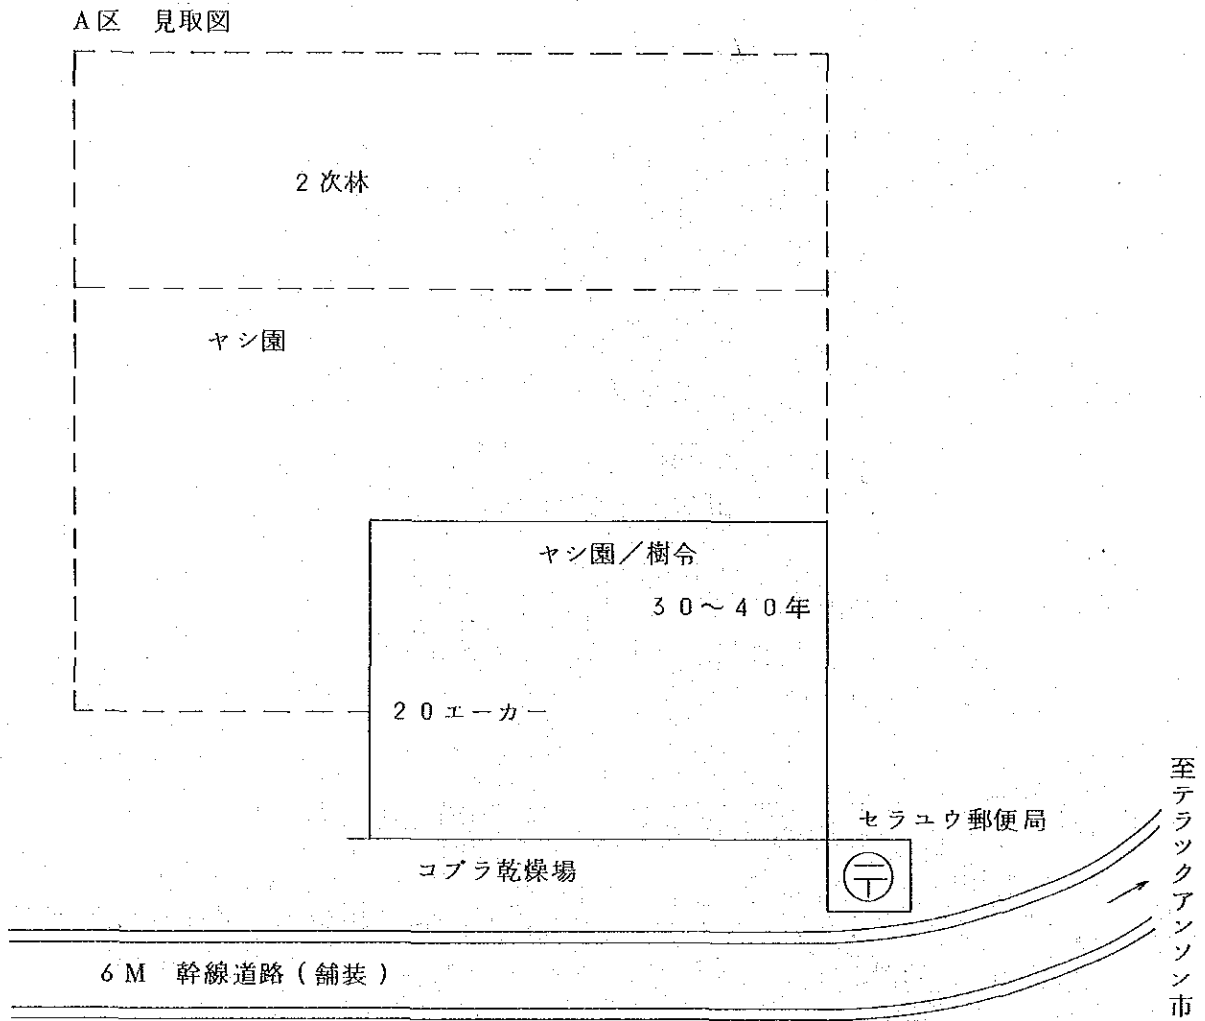 A区 見取図
2次林
ヤシ園
ヤシ園／樹令
30～40年
20エーカー
セラユウ郵便局
コプラ乾燥場
〒
6M 幹線道路(舗装)
至テラックアンソン市